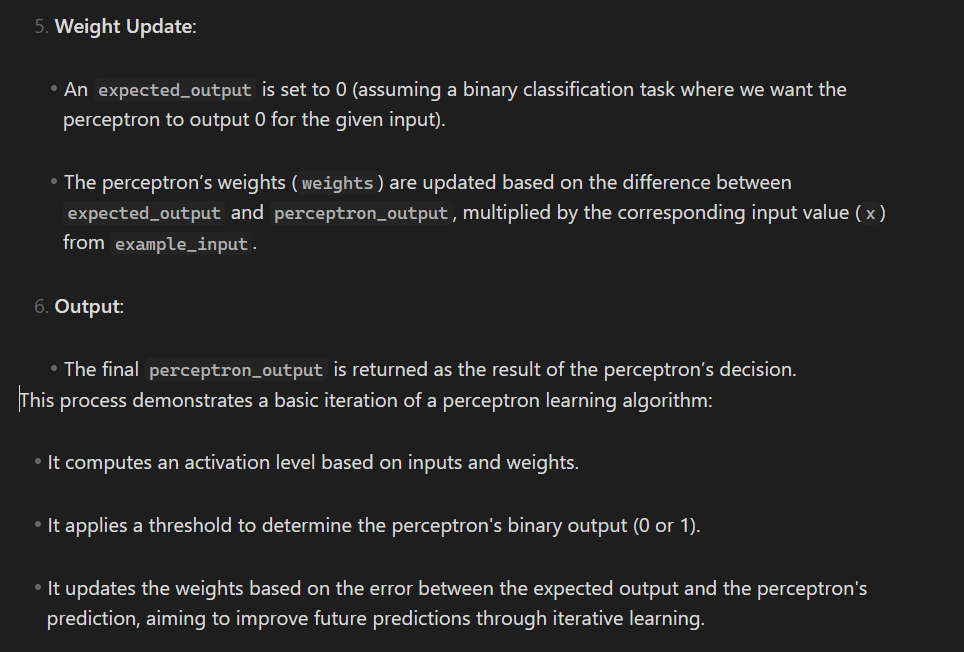 5. Weight Update:
• An expected_output is set to 0 (assuming a binary classification task where we want the
perceptron to output 0 for the given input).
• The perceptron’s weights (weights) are updated based on the difference between
expected_output and perceptron_output, multiplied by the corresponding input value (x)
from example_input.
6. Output:
• The final perceptron_output is returned as the result of the perceptron’s decision.
This process demonstrates a basic iteration of a perceptron learning algorithm:
• It computes an activation level based on inputs and weights.
• It applies a threshold to determine the perceptron's binary output (0 or 1).
• It updates the weights based on the error between the expected output and the perceptron's
prediction, aiming to improve future predictions through iterative learning.